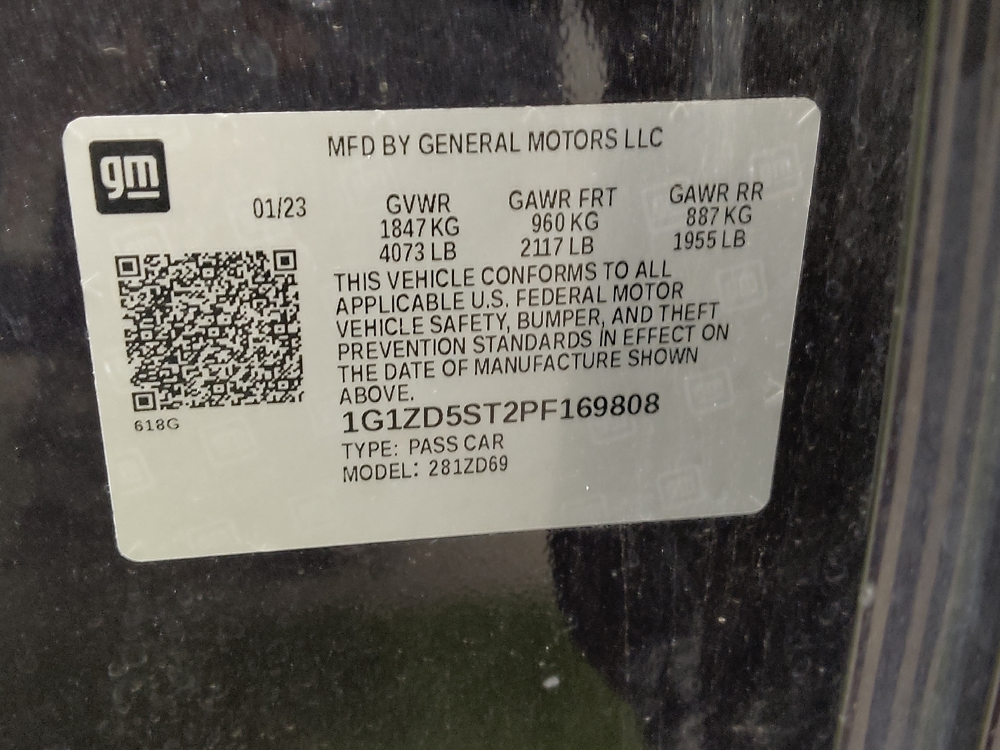 gm
MFD BY GENERAL MOTORS LLC
01/23
GVWR
1847 KG
4073 LB
GAWR FRT
960 KG
2117 LB
GAWR RR
887 KG
1955 LB
THIS VEHICLE CONFORMS TO ALL
APPLICABLE U.S. FEDERAL MOTOR
VEHICLE SAFETY, BUMPER, AND THEFT
PREVENTION STANDARDS IN EFFECT ON
THE DATE OF MANUFACTURE SHOWN
ABOVE.
1G1ZD5ST2PF169808
TYPE: PASS CAR
MODEL: 281ZD69
618G